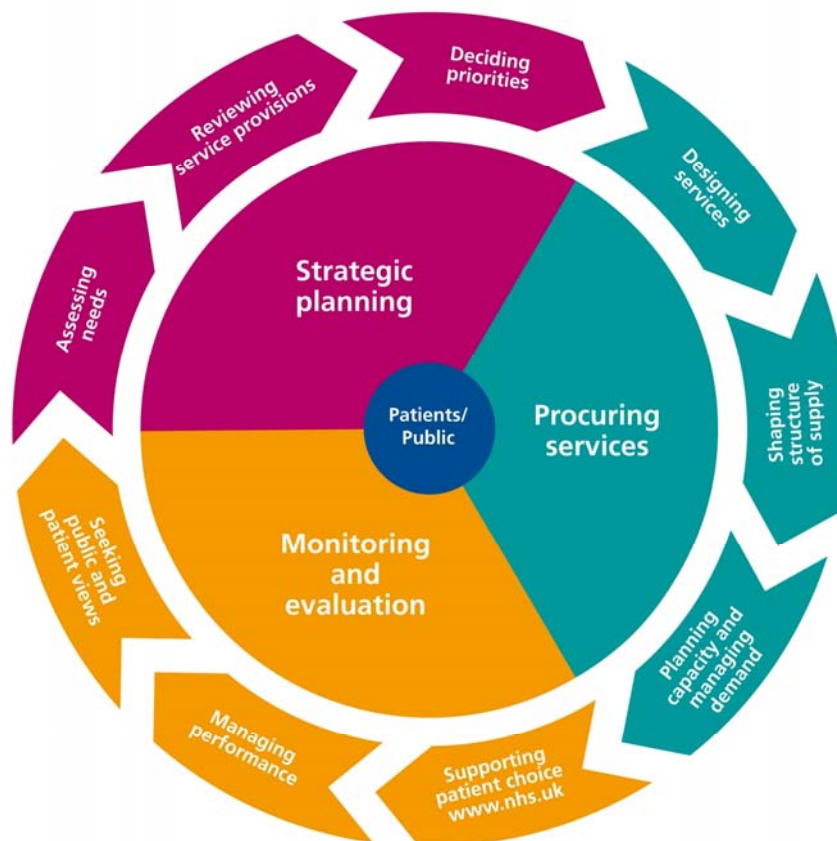 Deciding
priorities
Designing
services
Shaping
structure
of supply
Planning
capacity and
managing
demand
Supporting
patient choice
www.nhs.uk
Managing
performance
Seeking
public and
patient views
Assessing
needs
Reviewing
service provisions
Strategic
planning
Procuring
services
Monitoring
and
evaluation
Patients/
Public